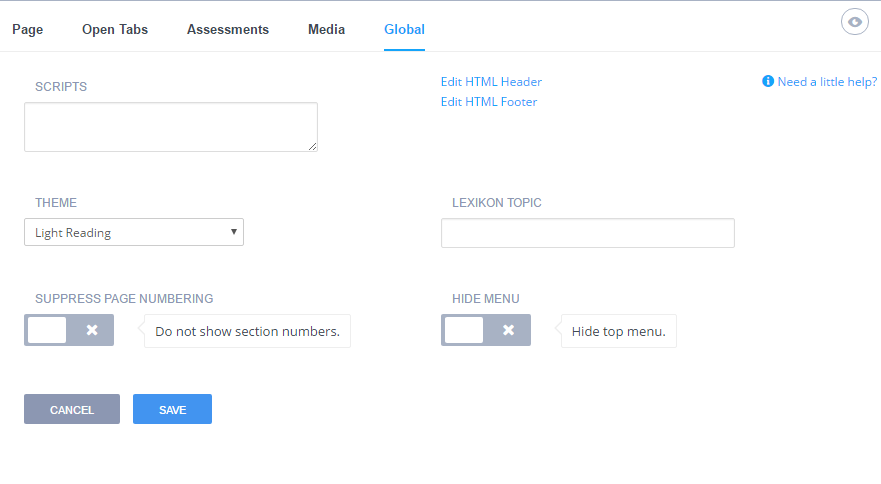 Page Open Tabs Assessments Media Global
SCRIPTS
Edit HTML Header
Edit HTML Footer
Need a little help?
THEME
Light Reading
LEXIKON TOPIC
SUPPRESS PAGE NUMBERING
Do not show section numbers.
HIDE MENU
Hide top menu.
CANCEL SAVE